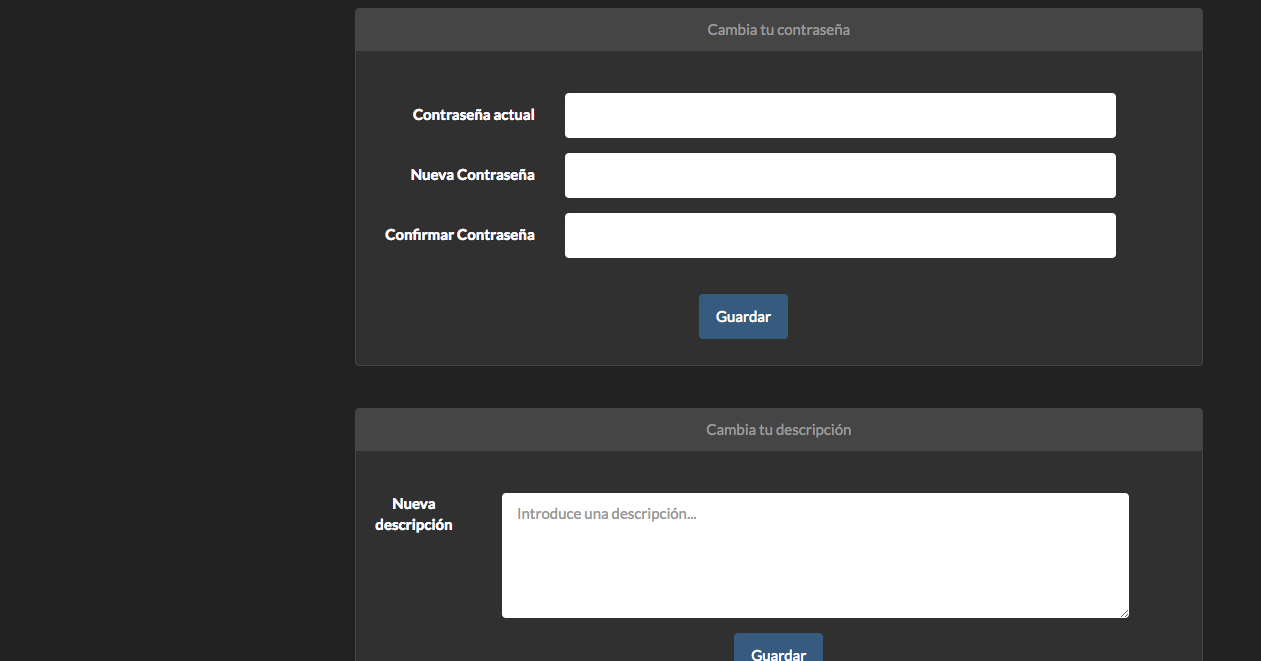 Cambia tu contraseña
Contraseña actual
Nueva Contraseña
Confirmar Contraseña
Guardar
Cambia tu descripción
Nueva
descripción
Introduce una descripción...
Guardar